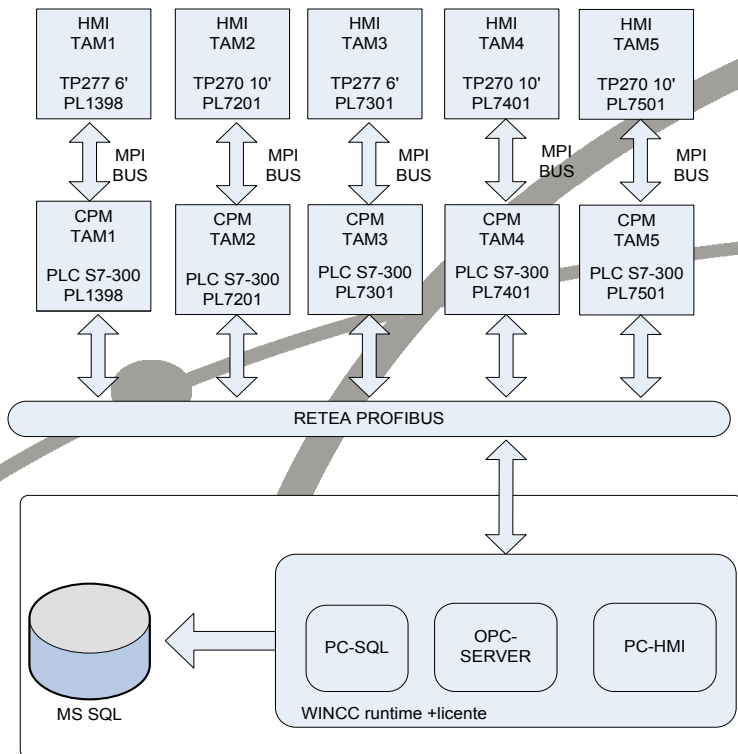 HMI
TAM1
TP277 6'
PL1398
HMI
TAM2
TP270 10'
PL7201
HMI
TAM3
TP277 6'
PL7301
HMI
TAM4
TP270 10'
PL7401
HMI
TAM5
TP270 10'
PL7501
MPI
BUS
MPI
BUS
MPI
BUS
MPI
BUS
MPI
BUS
CPM
TAM1
PLC S7-300
PL1398
CPM
TAM2
PLC S7-300
PL7201
CPM
TAM3
PLC S7-300
PL7301
CPM
TAM4
PLC S7-300
PL7401
CPM
TAM5
PLC S7-300
PL7501
RETEA PROFIBUS
PC-SQL
OPC-
SERVER
PC-HMI
MS SQL
WINCC runtime +licente